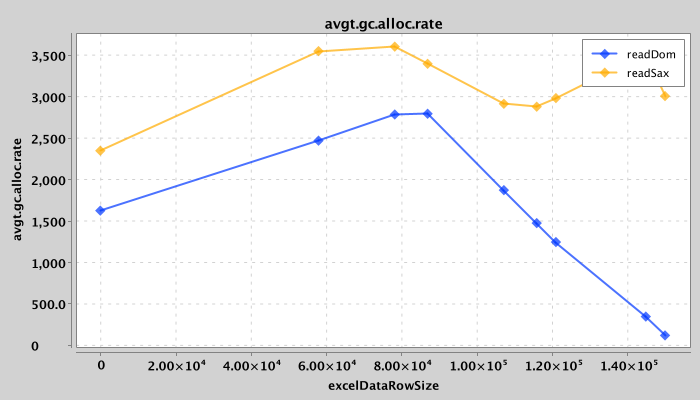 avgt.gc.alloc.rate
readDom
readSax
avgt.gc.alloc.rate
3,500
3,000
2,500
2,000
1,500
1,000
500.0
0
0 2.00×10⁴ 4.00×10⁴ 6.00×10⁴ 8.00×10⁴ 1.00×10⁵ 1.20×10⁵ 1.40×10⁵
excelDataRowSize